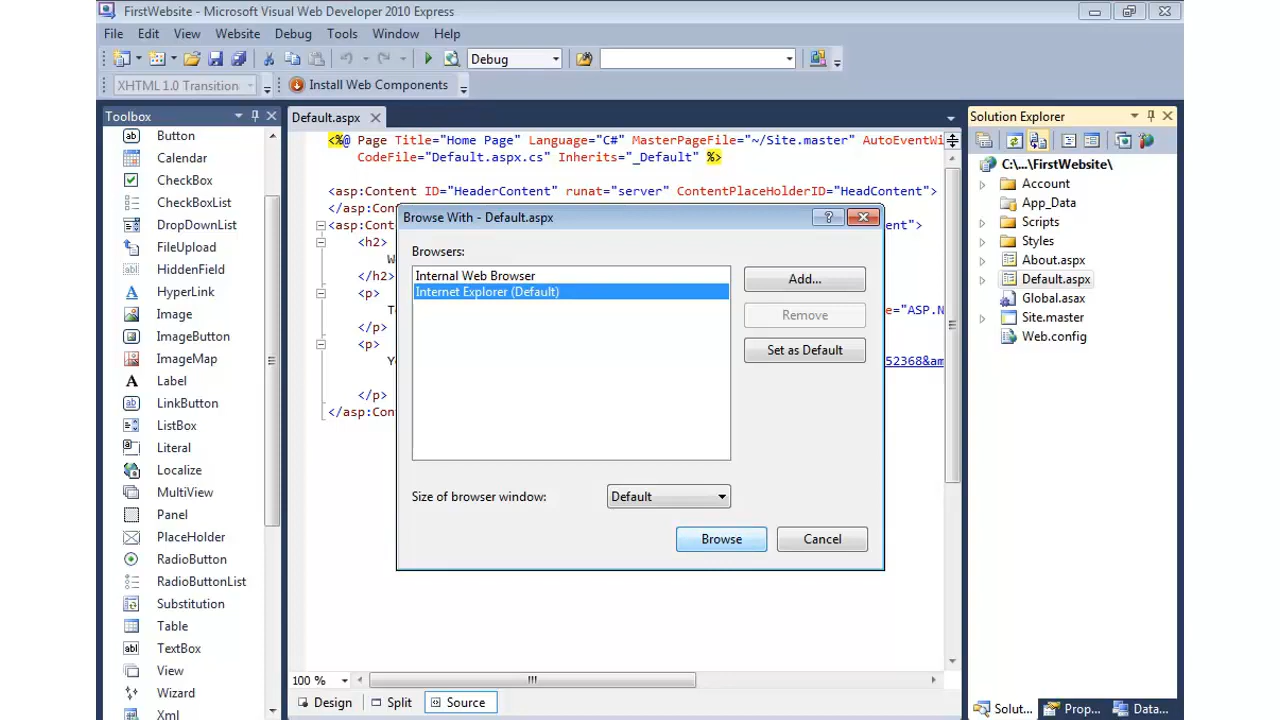 FirstWebsite - Microsoft Visual Web Developer 2010 Express
File Edit View Website Debug Tools Window Help
Debug
XHTML 1.0 Transition
Install Web Components
Toolbox
Button
Calendar
CheckBox
CheckBoxList
DropDownList
FileUpload
HiddenField
HyperLink
Image
ImageButton
ImageMap
Label
LinkButton
ListBox
Literal
Localize
MultiView
Panel
PlaceHolder
RadioButton
RadioButtonList
Substitution
Table
TextBox
View
Wizard
Xml
Default.aspx
<%@ Page Title="Home Page" Language="C#" MasterPageFile="~/Site.master" AutoEventWi
CodeFile="Default.aspx.cs" Inherits="_Default" %>
<asp:Content ID="HeaderContent" runat="server" ContentPlaceHolderID="HeadContent">
</asp:Cont
<asp:Cont
ent">
<h2>
W
</h2>
<p>
To
e="ASP.N
</p>
<p>
Yo
52368&am
</p>
</asp:Cont
Browse With - Default.aspx
?
Browsers:
Internal Web Browser
Internet Explorer (Default)
Add...
Remove
Set as Default
Size of browser window:
Default
Browse
Cancel
100 %
Design
Split
Source
Solution Explorer
C:\...\FirstWebsite\
Account
App_Data
Scripts
Styles
About.aspx
Default.aspx
Global.asax
Site.master
Web.config
Solut...
Prop...
Data...